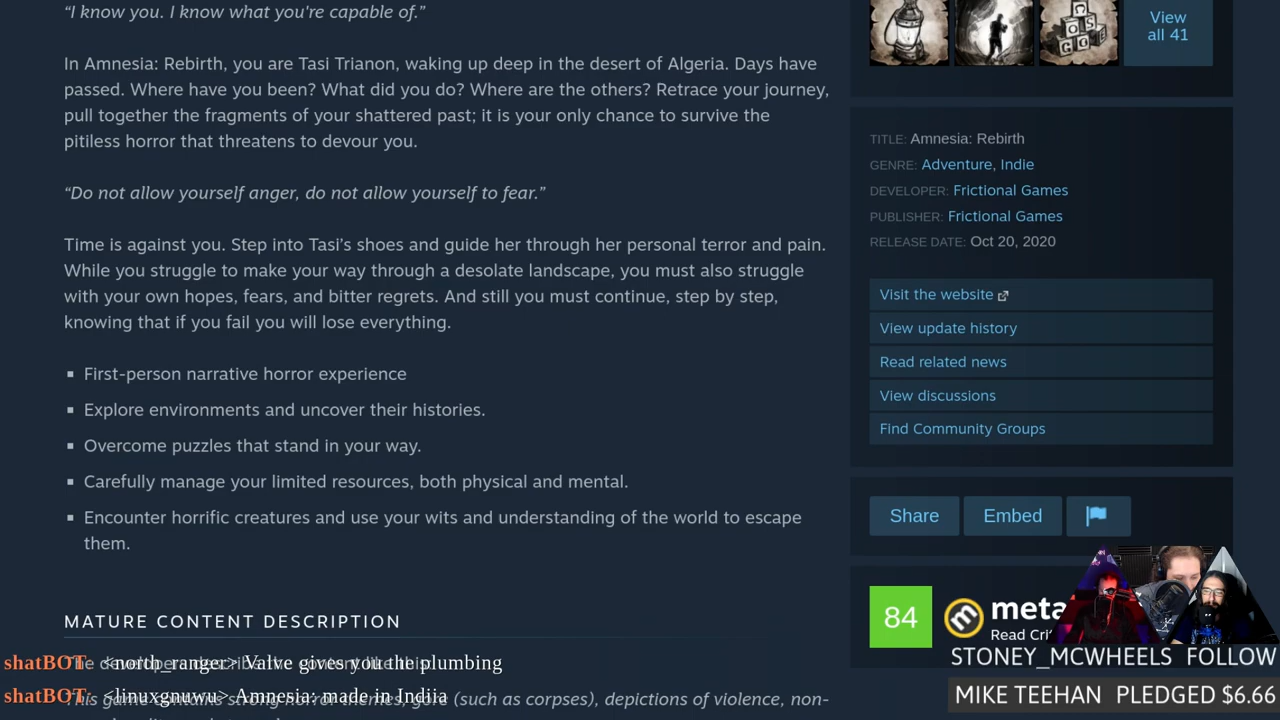 “I know you. I know what you're capable of.”
In Amnesia: Rebirth, you are Tasi Trianon, waking up deep in the desert of Algeria. Days have
passed. Where have you been? What did you do? Where are the others? Retrace your journey,
pull together the fragments of your shattered past; it is your only chance to survive the
pitiless horror that threatens to devour you.
“Do not allow yourself anger, do not allow yourself to fear.”
Time is against you. Step into Tasi’s shoes and guide her through her personal terror and pain.
While you struggle to make your way through a desolate landscape, you must also struggle
with your own hopes, fears, and bitter regrets. And still you must continue, step by step,
knowing that if you fail you will lose everything.
▪ First-person narrative horror experience
▪ Explore environments and uncover their histories.
▪ Overcome puzzles that stand in your way.
▪ Carefully manage your limited resources, both physical and mental.
▪ Encounter horrific creatures and use your wits and understanding of the world to escape
them.
MATURE CONTENT DESCRIPTION
shatBOT: <north_ranger> Valve giveth the plumbing
shatBOT: <linuxgnuwu> Amnesia: made in Indiia
(such as corpses), depictions of violence, non-
View
all 41
TITLE: Amnesia: Rebirth
GENRE: Adventure, Indie
DEVELOPER: Frictional Games
PUBLISHER: Frictional Games
RELEASE DATE: Oct 20, 2020
Visit the website
View update history
Read related news
View discussions
Find Community Groups
Share
Embed
84
meta
Read Cri
STONEY_MCWHEELS FOLLOW
MIKE TEEHAN PLEDGED $6.66